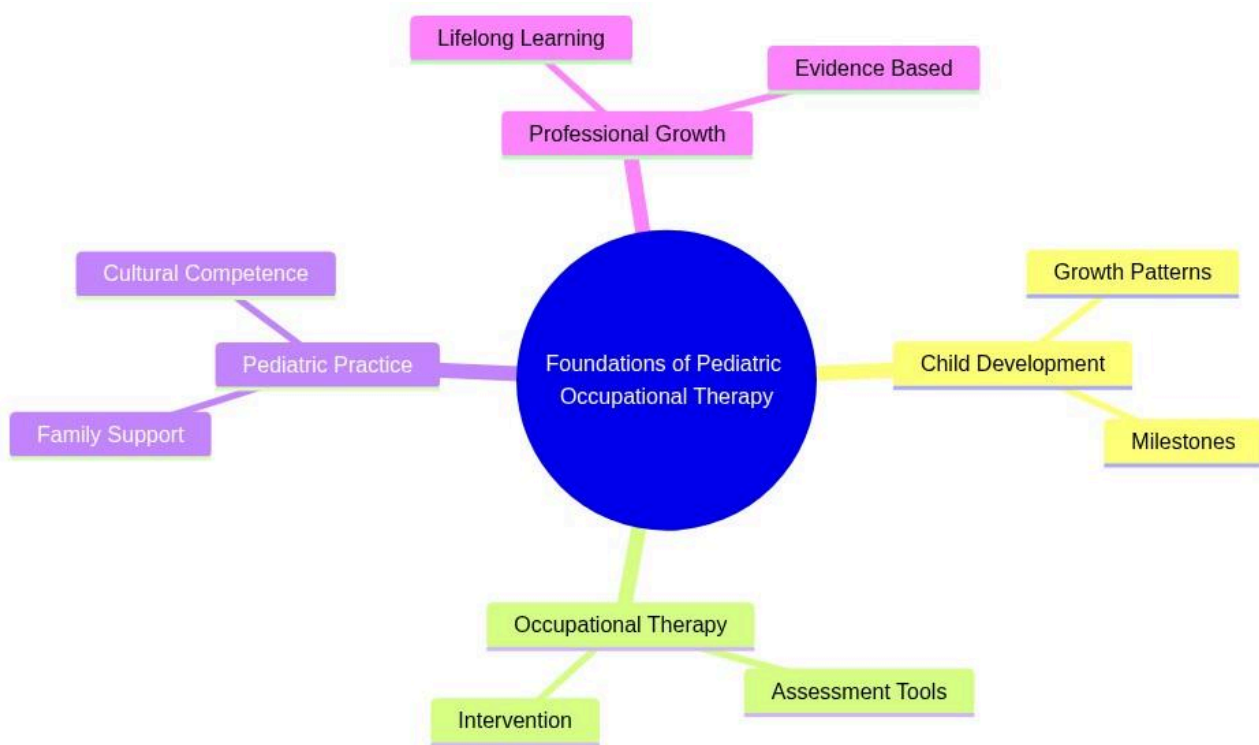 Lifelong Learning
Evidence Based
Professional Growth
Cultural Competence
Growth Patterns
Pediatric Practice
Foundations of Pediatric
Occupational Therapy
Child Development
Family Support
Milestones
Occupational Therapy
Assessment Tools
Intervention